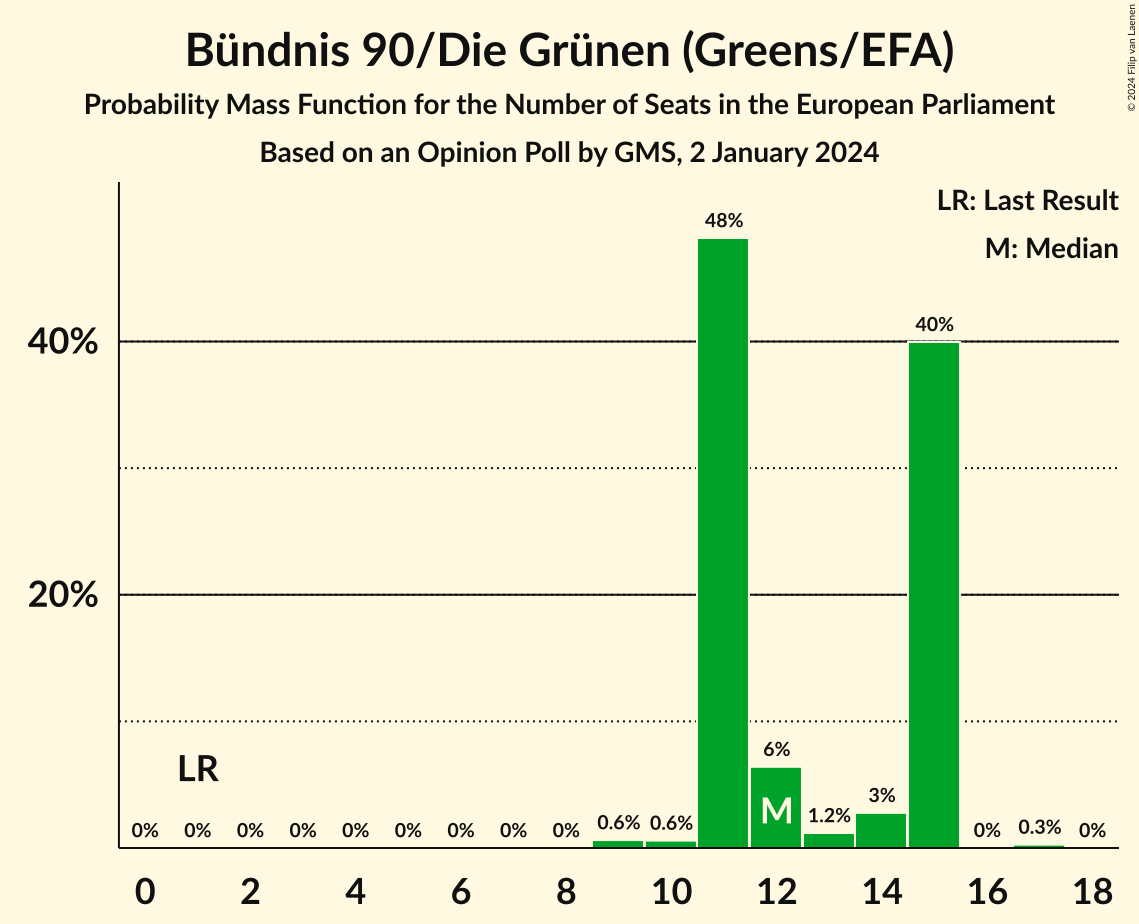 Bündnis 90/Die Grünen (Greens/EFA)
Probability Mass Function for the Number of Seats in the European Parliament
Based on an Opinion Poll by GMS, 2 January 2024
© 2024 Filip van Laenen
LR: Last Result
M: Median
48%
40%
40%
20%
6%
LR
M
3%
0% 0% 0% 0% 0% 0% 0% 0% 0% 0.6% 0.6% 1.2% 0% 0.3% 0%
0 2 4 6 8 10 12 14 16 18